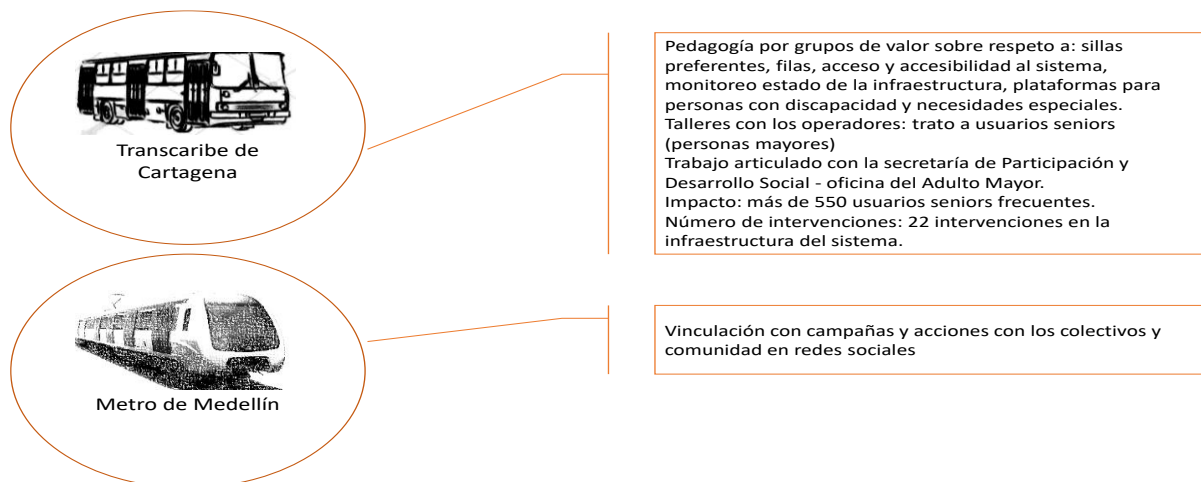 Transcaribe de
Cartagena
Pedagogía por grupos de valor sobre respeto a: sillas
preferentes, filas, acceso y accesibilidad al sistema,
monitoreo estado de la infraestructura, plataformas para
personas con discapacidad y necesidades especiales.
Talleres con los operadores: trato a usuarios seniors
(personas mayores)
Trabajo articulado con la secretaría de Participación y
Desarrollo Social - oficina del Adulto Mayor.
Impacto: más de 550 usuarios seniors frecuentes.
Número de intervenciones: 22 intervenciones en la
infraestructura del sistema.
Metro de Medellín
Vinculación con campañas y acciones con los colectivos y
comunidad en redes sociales